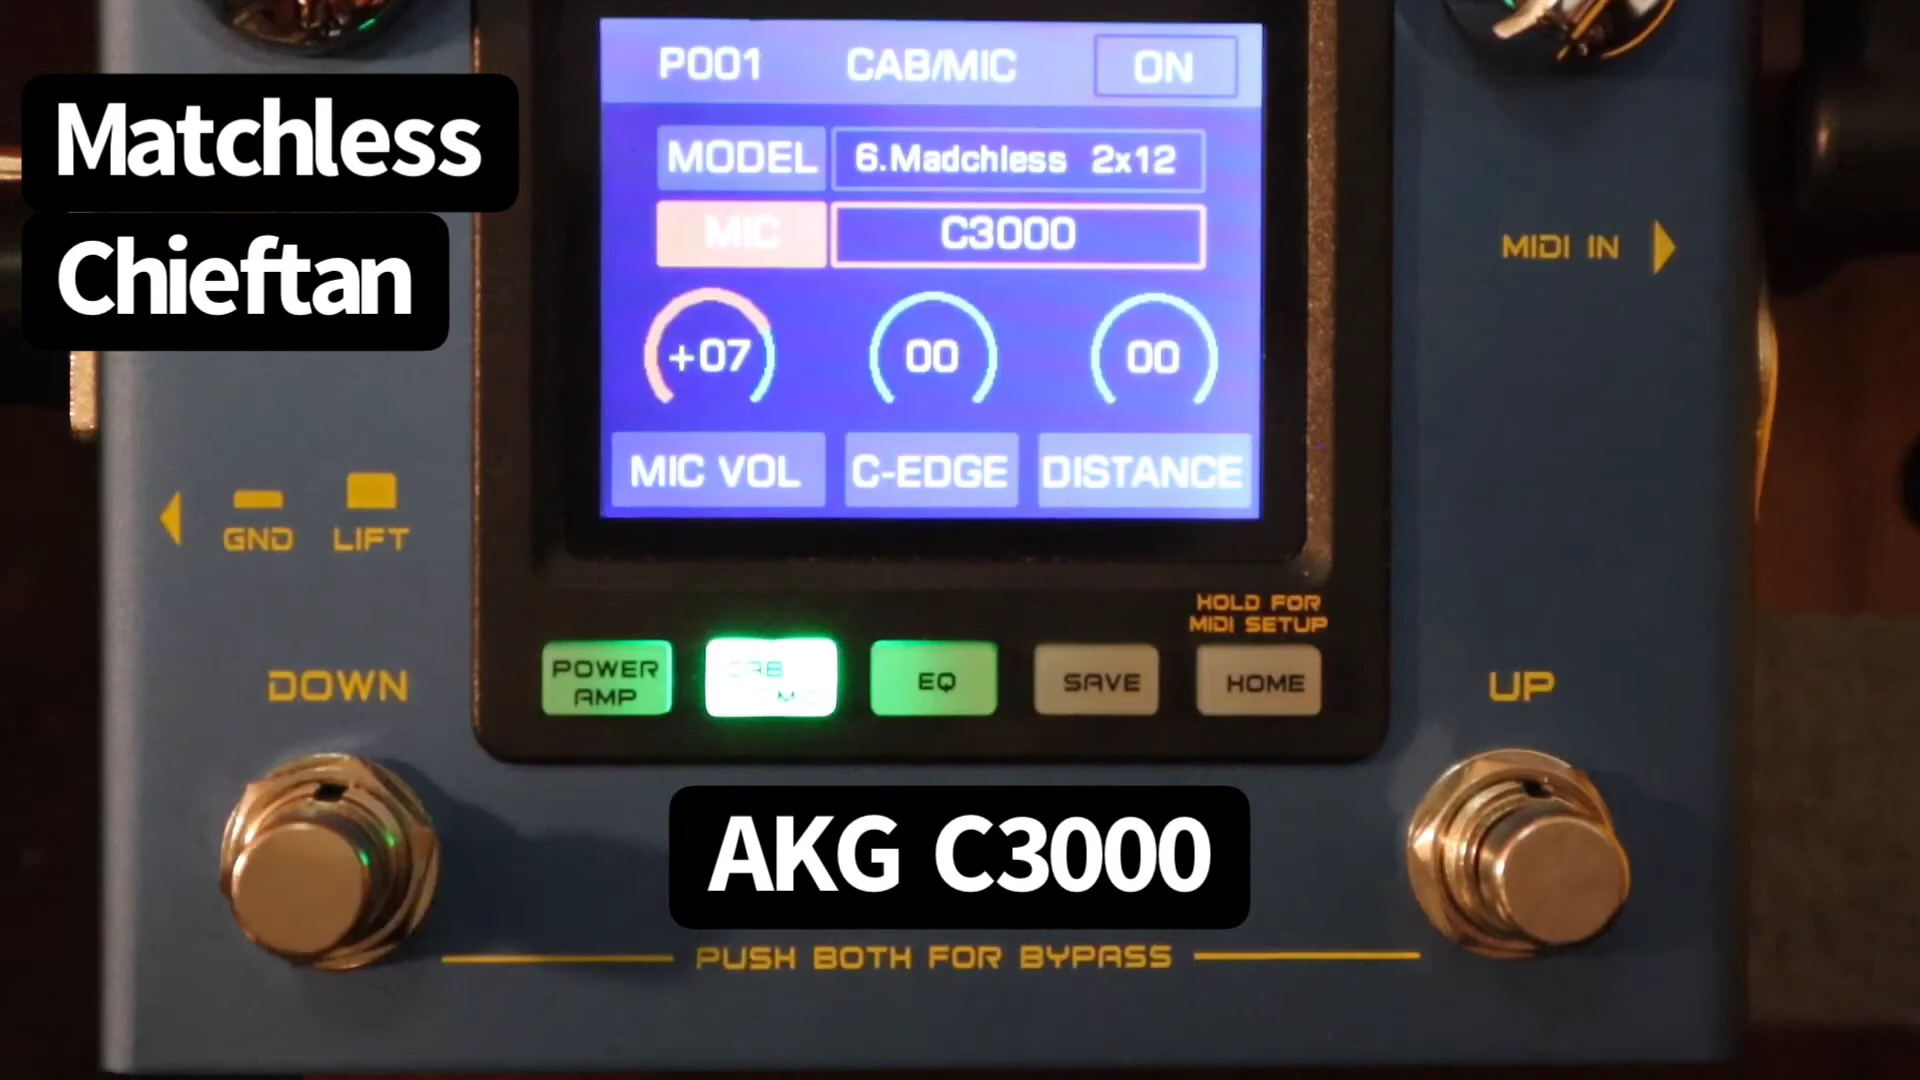 P001 CAB/MIC ON
Matchless
Chieftan
MODEL 6.Madchless 2x12
MIC C3000
+07 00 00
MIDI IN
MIC VOL C-EDGE DISTANCE
GND LIFT
HOLD FOR
MIDI SETUP
DOWN
POWER
AMP
CAB
MIC
EQ
SAVE
HOME
UP
AKG C3000
PUSH BOTH FOR BYPASS